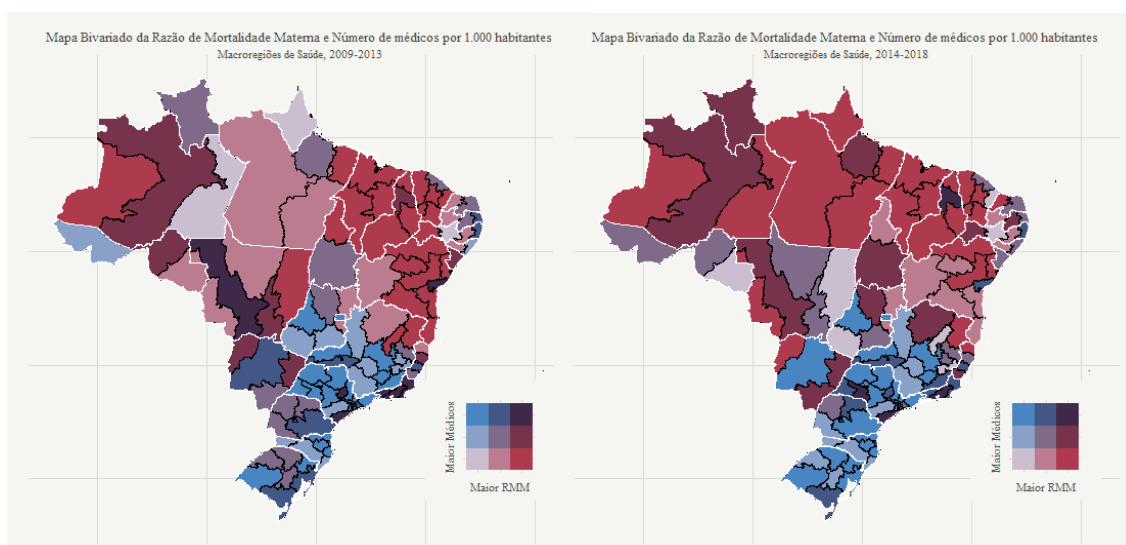 Mapa Bivariado da Razão de Mortalidade Materna e Número de médicos por 1.000 habitantes
Macroregiões de Saúde, 2009-2013
Maior Médicos
Maior RMM
Mapa Bivariado da Razão de Mortalidade Materna e Número de médicos por 1.000 habitantes
Macroregiões de Saúde, 2014-2018
Maior Médicos
Maior RMM